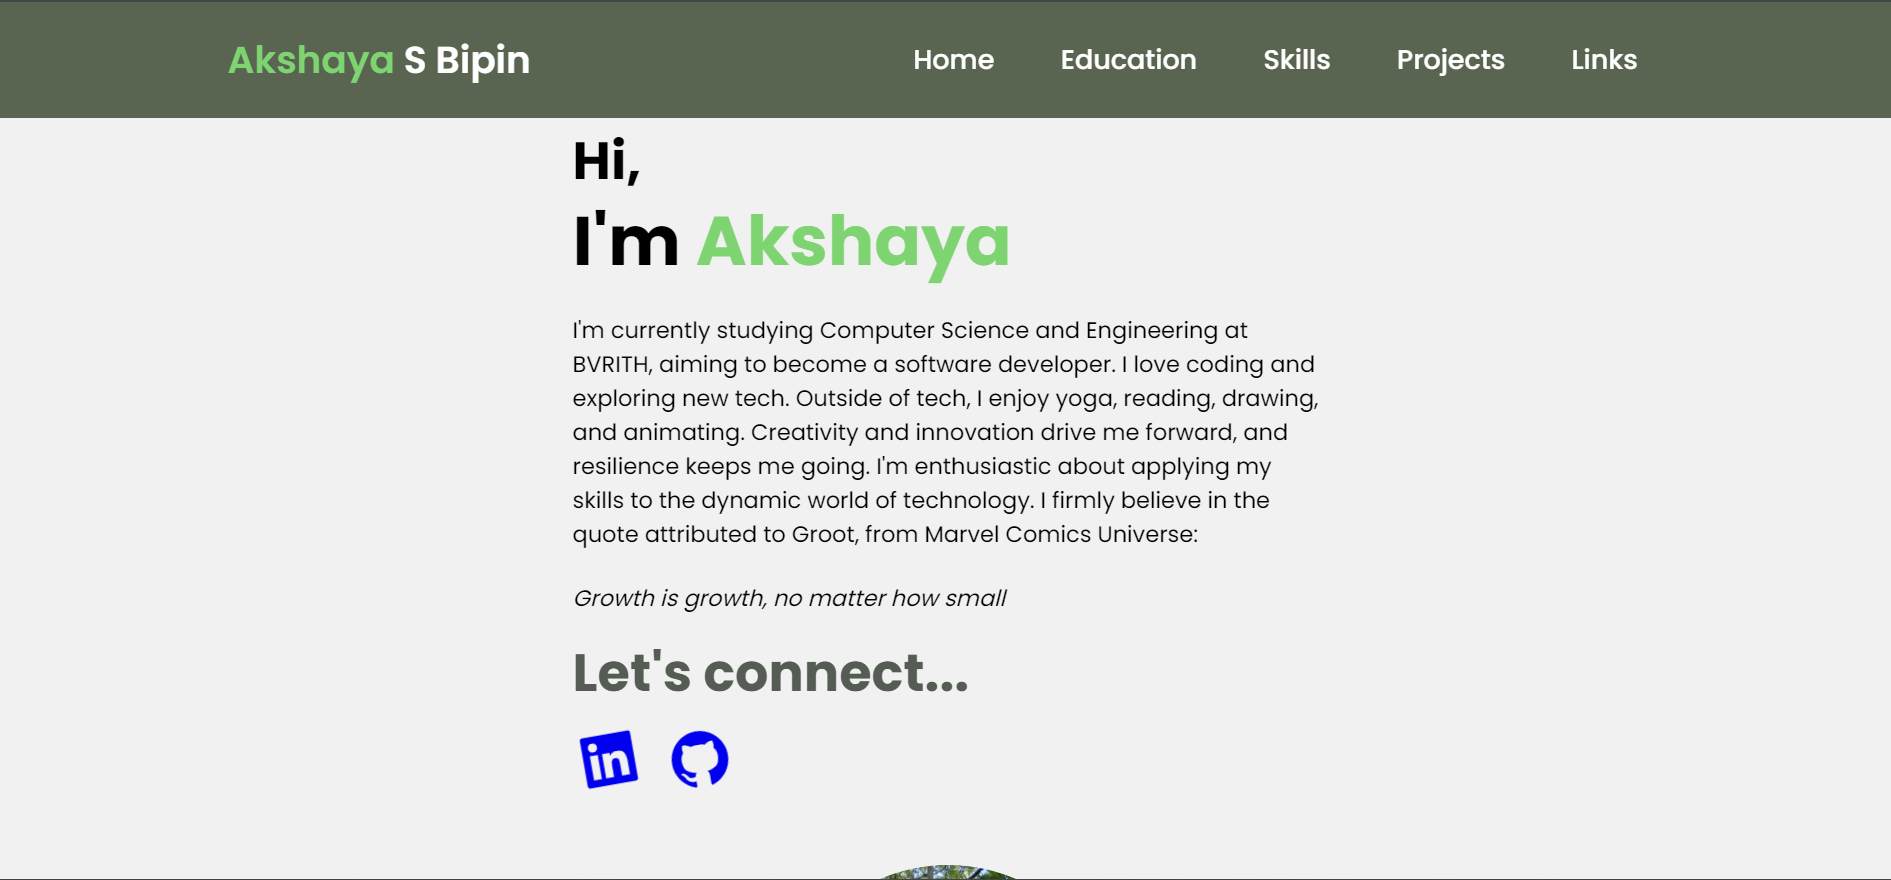 Akshaya S Bipin
Home Education Skills Projects Links
Hi,
I'm Akshaya
I'm currently studying Computer Science and Engineering at
BVRITH, aiming to become a software developer. I love coding and
exploring new tech. Outside of tech, I enjoy yoga, reading, drawing,
and animating. Creativity and innovation drive me forward, and
resilience keeps me going. I'm enthusiastic about applying my
skills to the dynamic world of technology. I firmly believe in the
quote attributed to Groot, from Marvel Comics Universe:
Growth is growth, no matter how small
Let's connect...
in